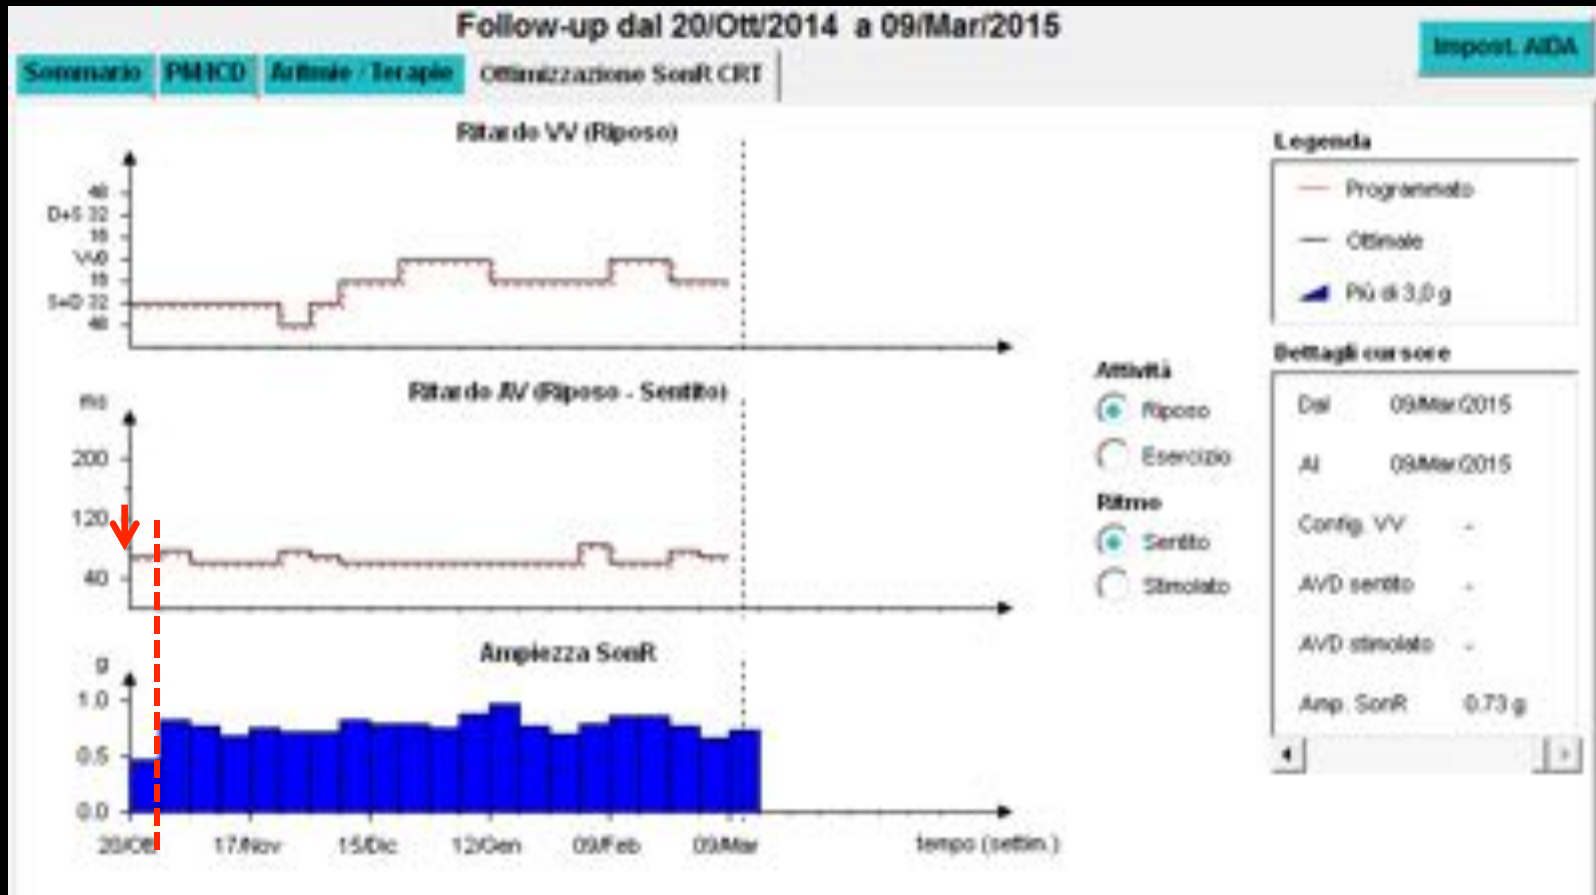 Follow-up dal 20/Ott/2014 a 09/Mar/2015
Impost. AIDA
Sommario PM/ICD Aritmie - Terapie Ottimizzazione SonR CRT
Ritardo VV (Riposo)
48
D+S 32
16
VV0
16
S+D 32
48
Ritardo AV (Riposo - Sentito)
ms
200
120
40
Ampiezza SonR
g
1.0
0.5
0.0
20/Ott 17/Nov 15/Dic 12/Gen 09/Feb 09/Mar tempo (settim.)
Attività
Riposo
Esercizio
Ritmo
Sentito
Stimolato
Legenda
Programmato
Ottimale
Più di 3,0 g
Dettagli cursore
Dal 09/Mar/2015
Al 09/Mar/2015
Config. VV -
AVD sentito -
AVD stimolato -
Amp. SonR 0.73 g